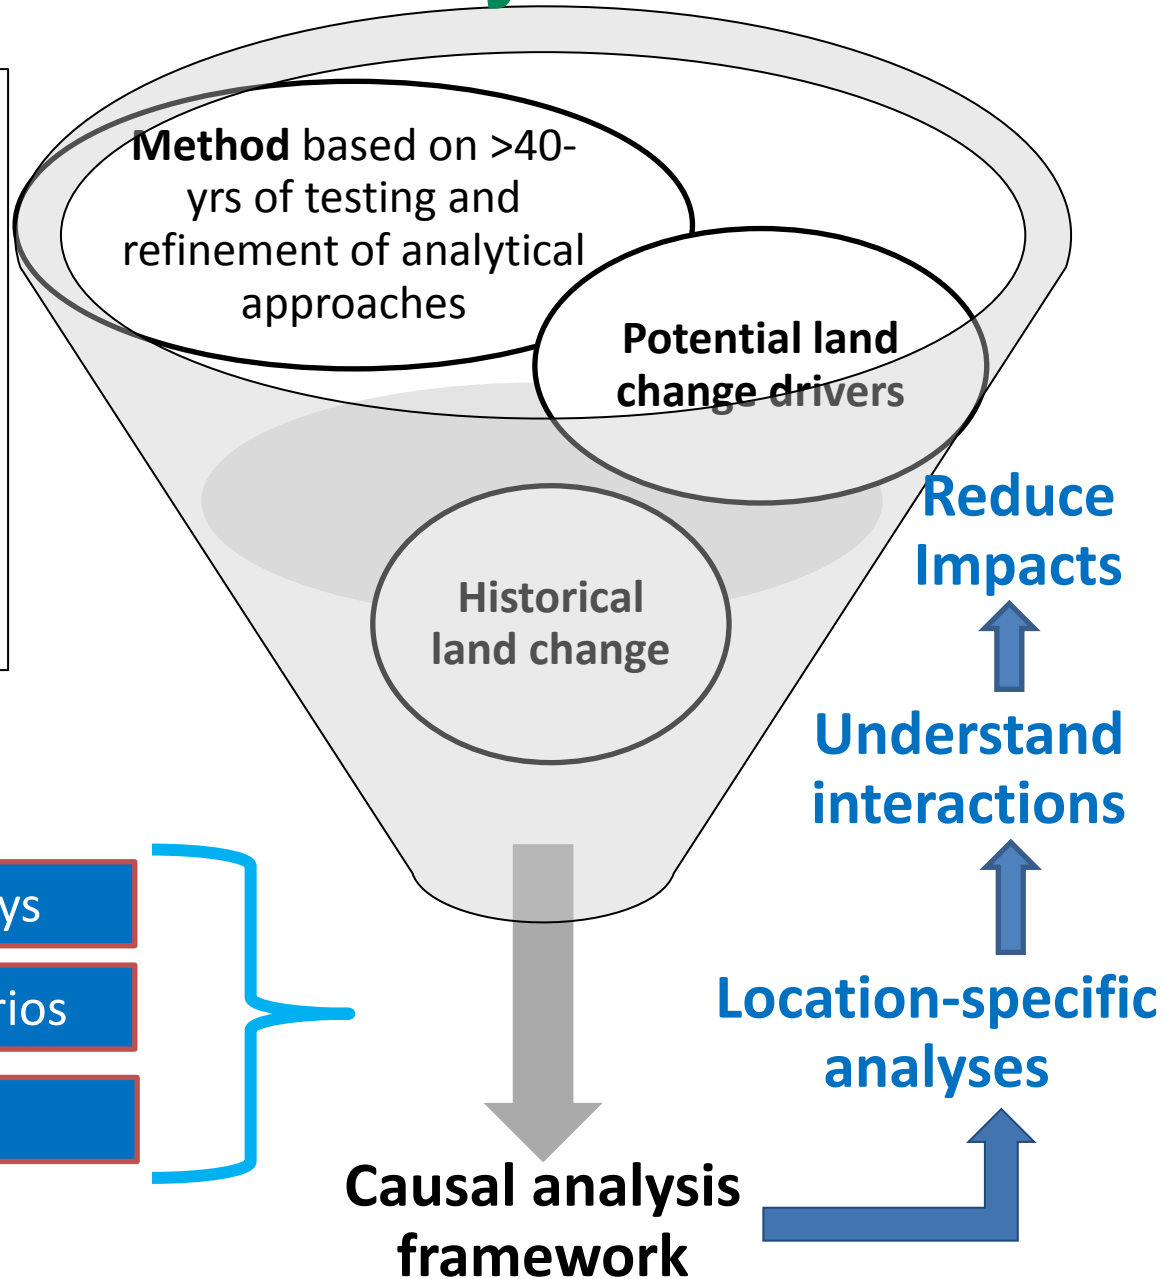 Method based on >40-
yrs of testing and
refinement of analytical
approaches
Potential land
change drivers
Historical
land change
Reduce
Impacts
Understand
interactions
Location-specific
analyses
ys
rios
Causal analysis
framework